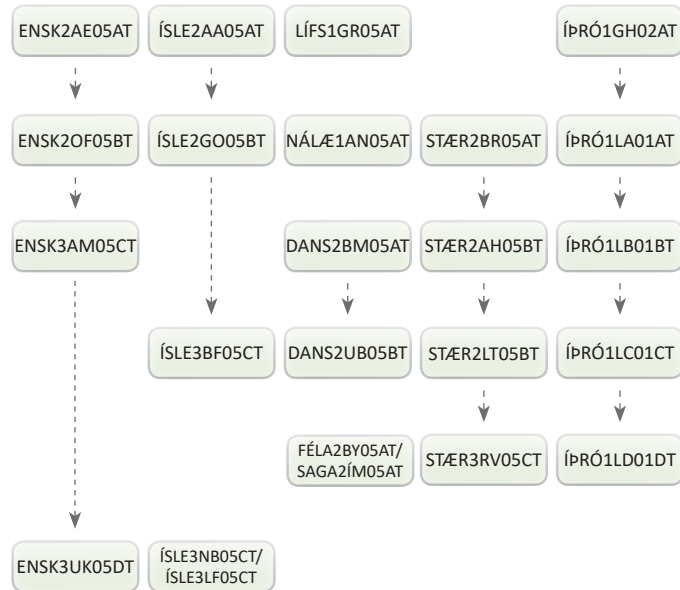 ENSK2AE05AT
ÍSLE2AA05AT
LÍFS1GR05AT
ÍÞRÓ1GH02AT
ENSK2OF05BT
ÍSLE2GO05BT
NÁLÆ1AN05AT
STÆR2BR05AT
ÍÞRÓ1LA01AT
ENSK3AM05CT
DANS2BM05AT
STÆR2AH05BT
ÍÞRÓ1LB01BT
ÍSLE3BF05CT
DANS2UB05BT
STÆR2LT05BT
ÍÞRÓ1LC01CT
FÉLA2BY05AT/
SAGA2ÍM05AT
STÆR3RV05CT
ÍÞRÓ1LD01DT
ENSK3UK05DT
ÍSLE3NB05CT/
ÍSLE3LF05CT